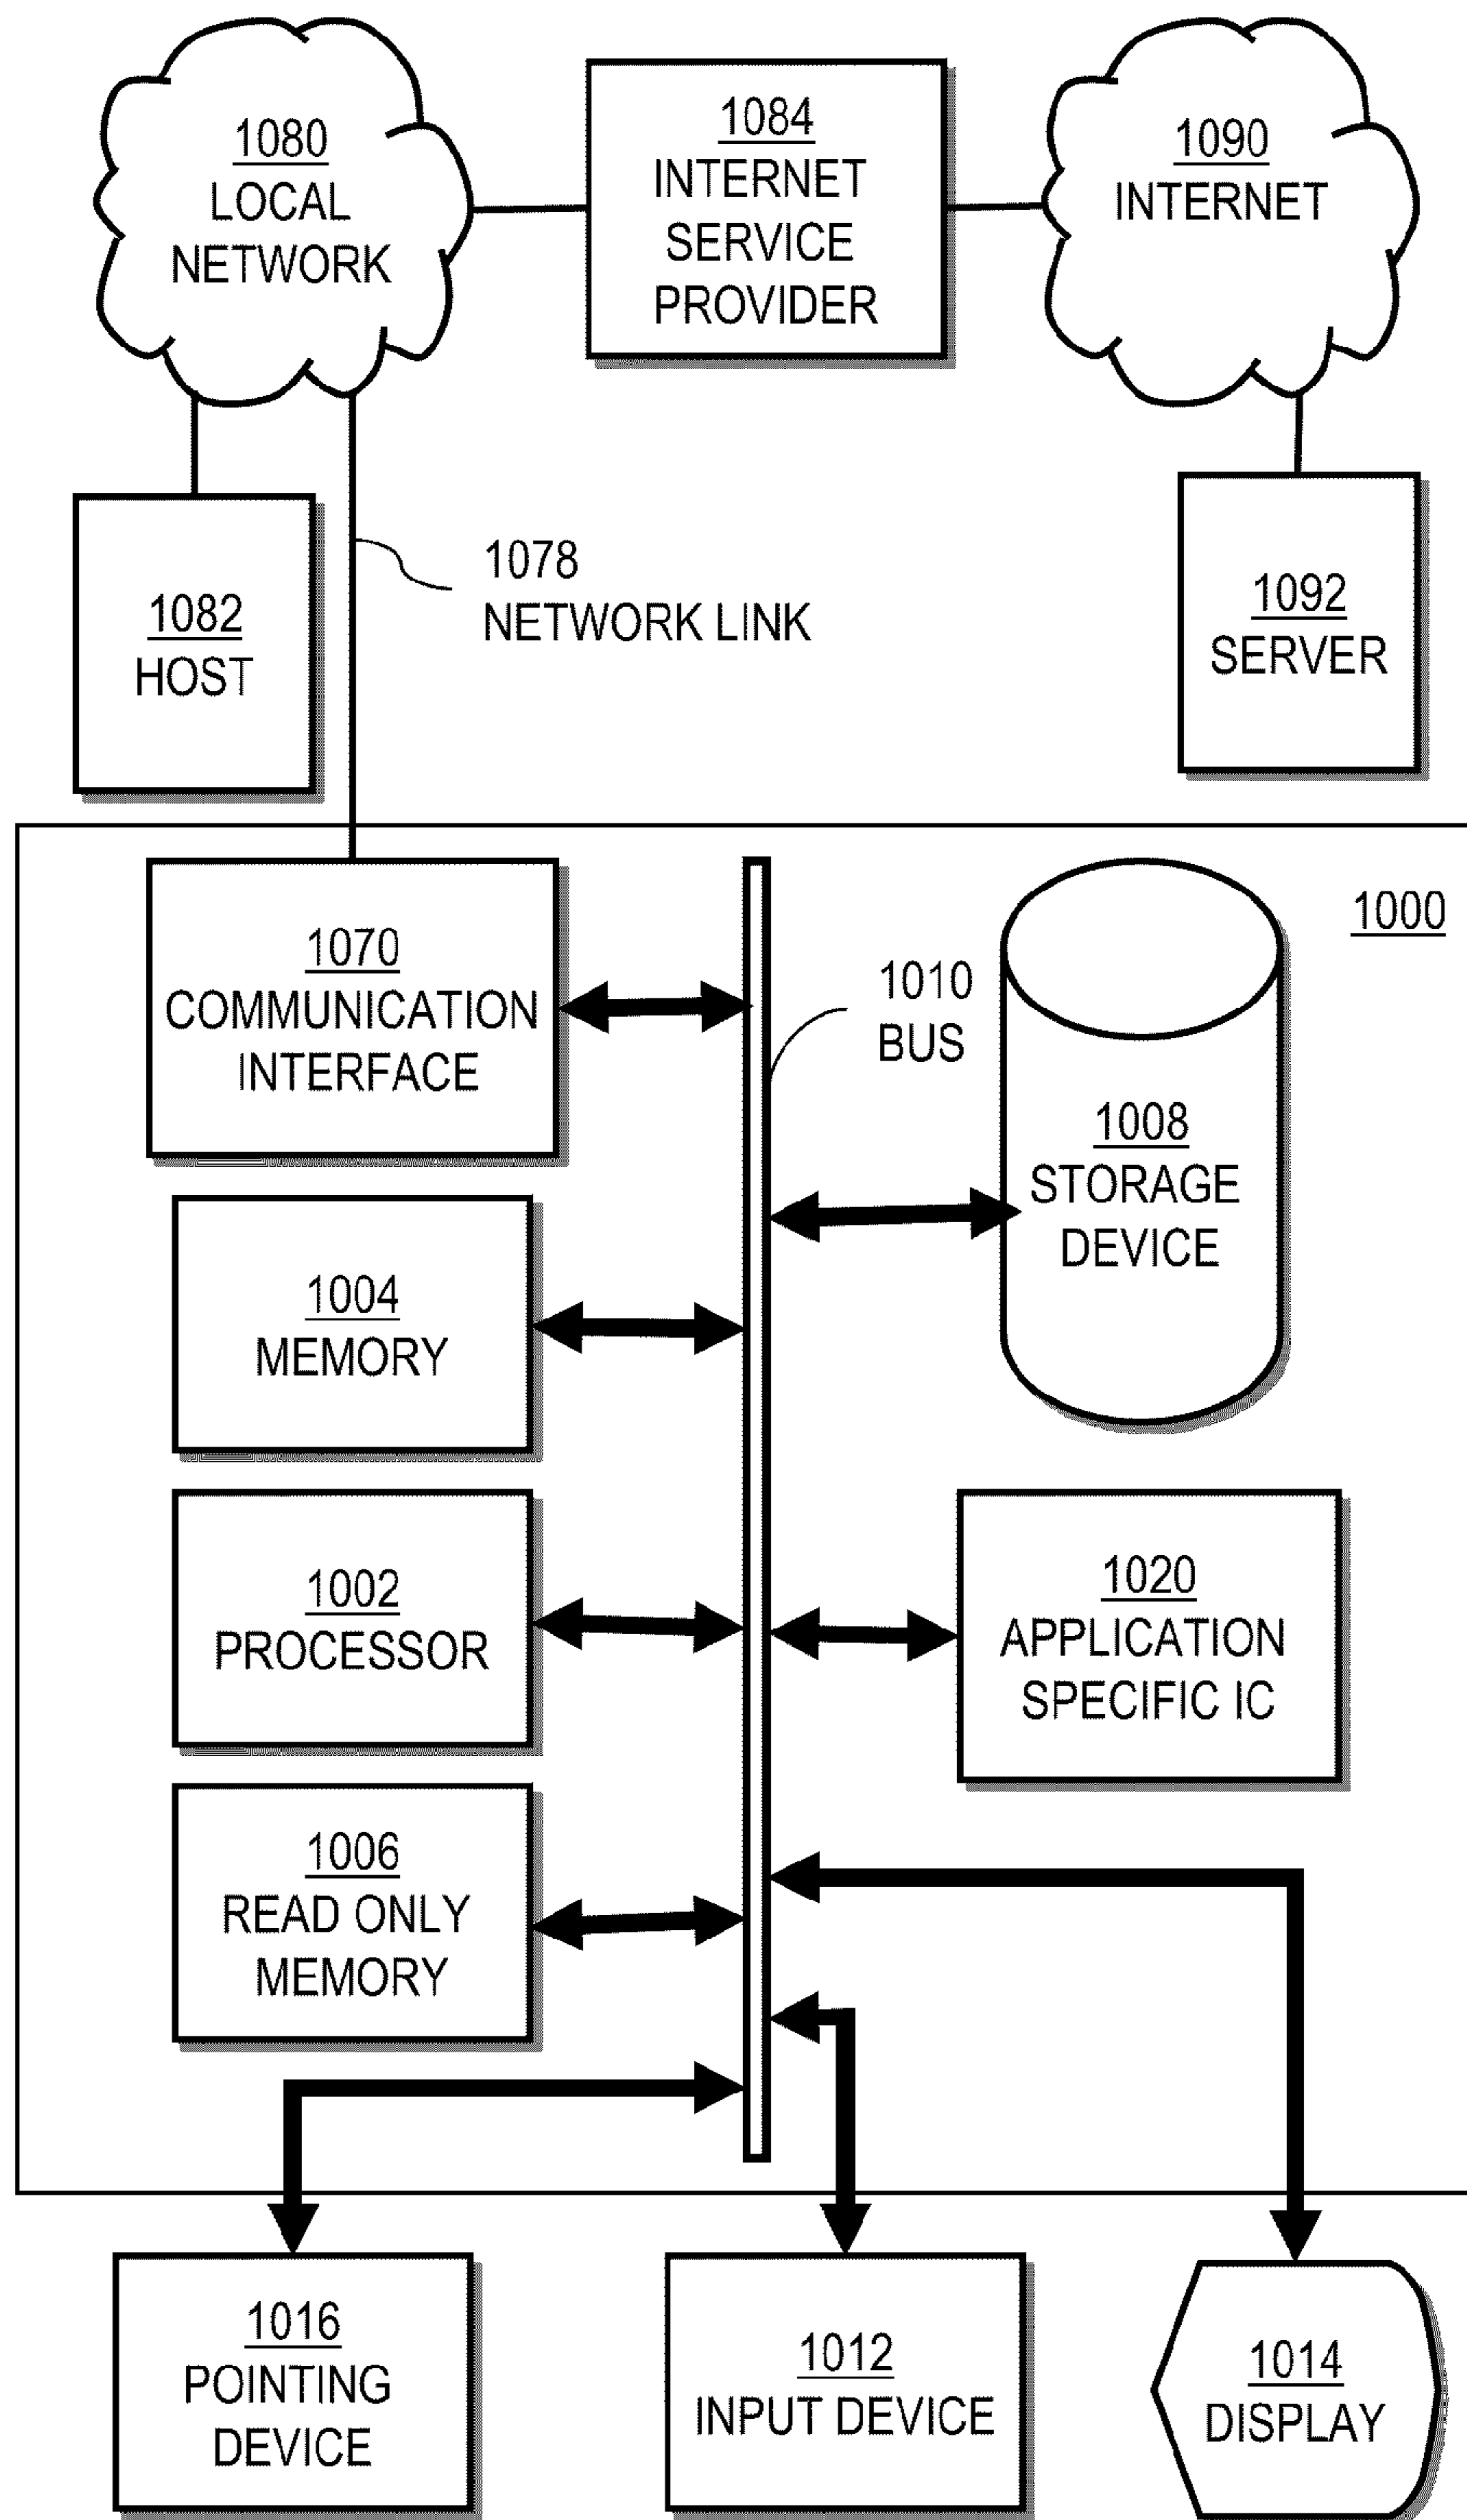 1080
LOCAL
NETWORK
1084
INTERNET
SERVICE
PROVIDER
1090
INTERNET
1082
HOST
1078
NETWORK LINK
1092
SERVER
1000
1070
COMMUNICATION
INTERFACE
1010
BUS
1008
STORAGE
DEVICE
1004
MEMORY
1002
PROCESSOR
1020
APPLICATION
SPECIFIC IC
1006
READ ONLY
MEMORY
1016
POINTING
DEVICE
1012
INPUT DEVICE
1014
DISPLAY